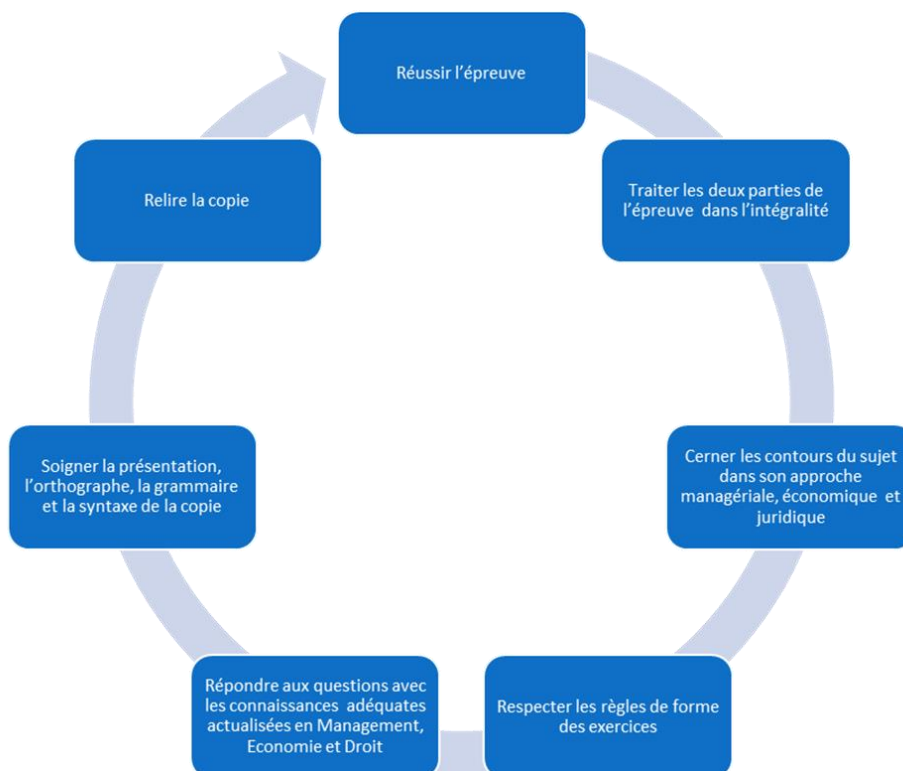 Réussir l’épreuve
Traiter les deux parties de
l’épreuve dans l’intégralité
Cerner les contours du sujet
dans son approche
managériale, économique et
juridique
Respecter les règles de forme
des exercices
Répondre aux questions avec
les connaissances adéquates
actualisées en Management,
Economie et Droit
Soigner la présentation,
l’orthographe, la grammaire
et la syntaxe de la copie
Relire la copie